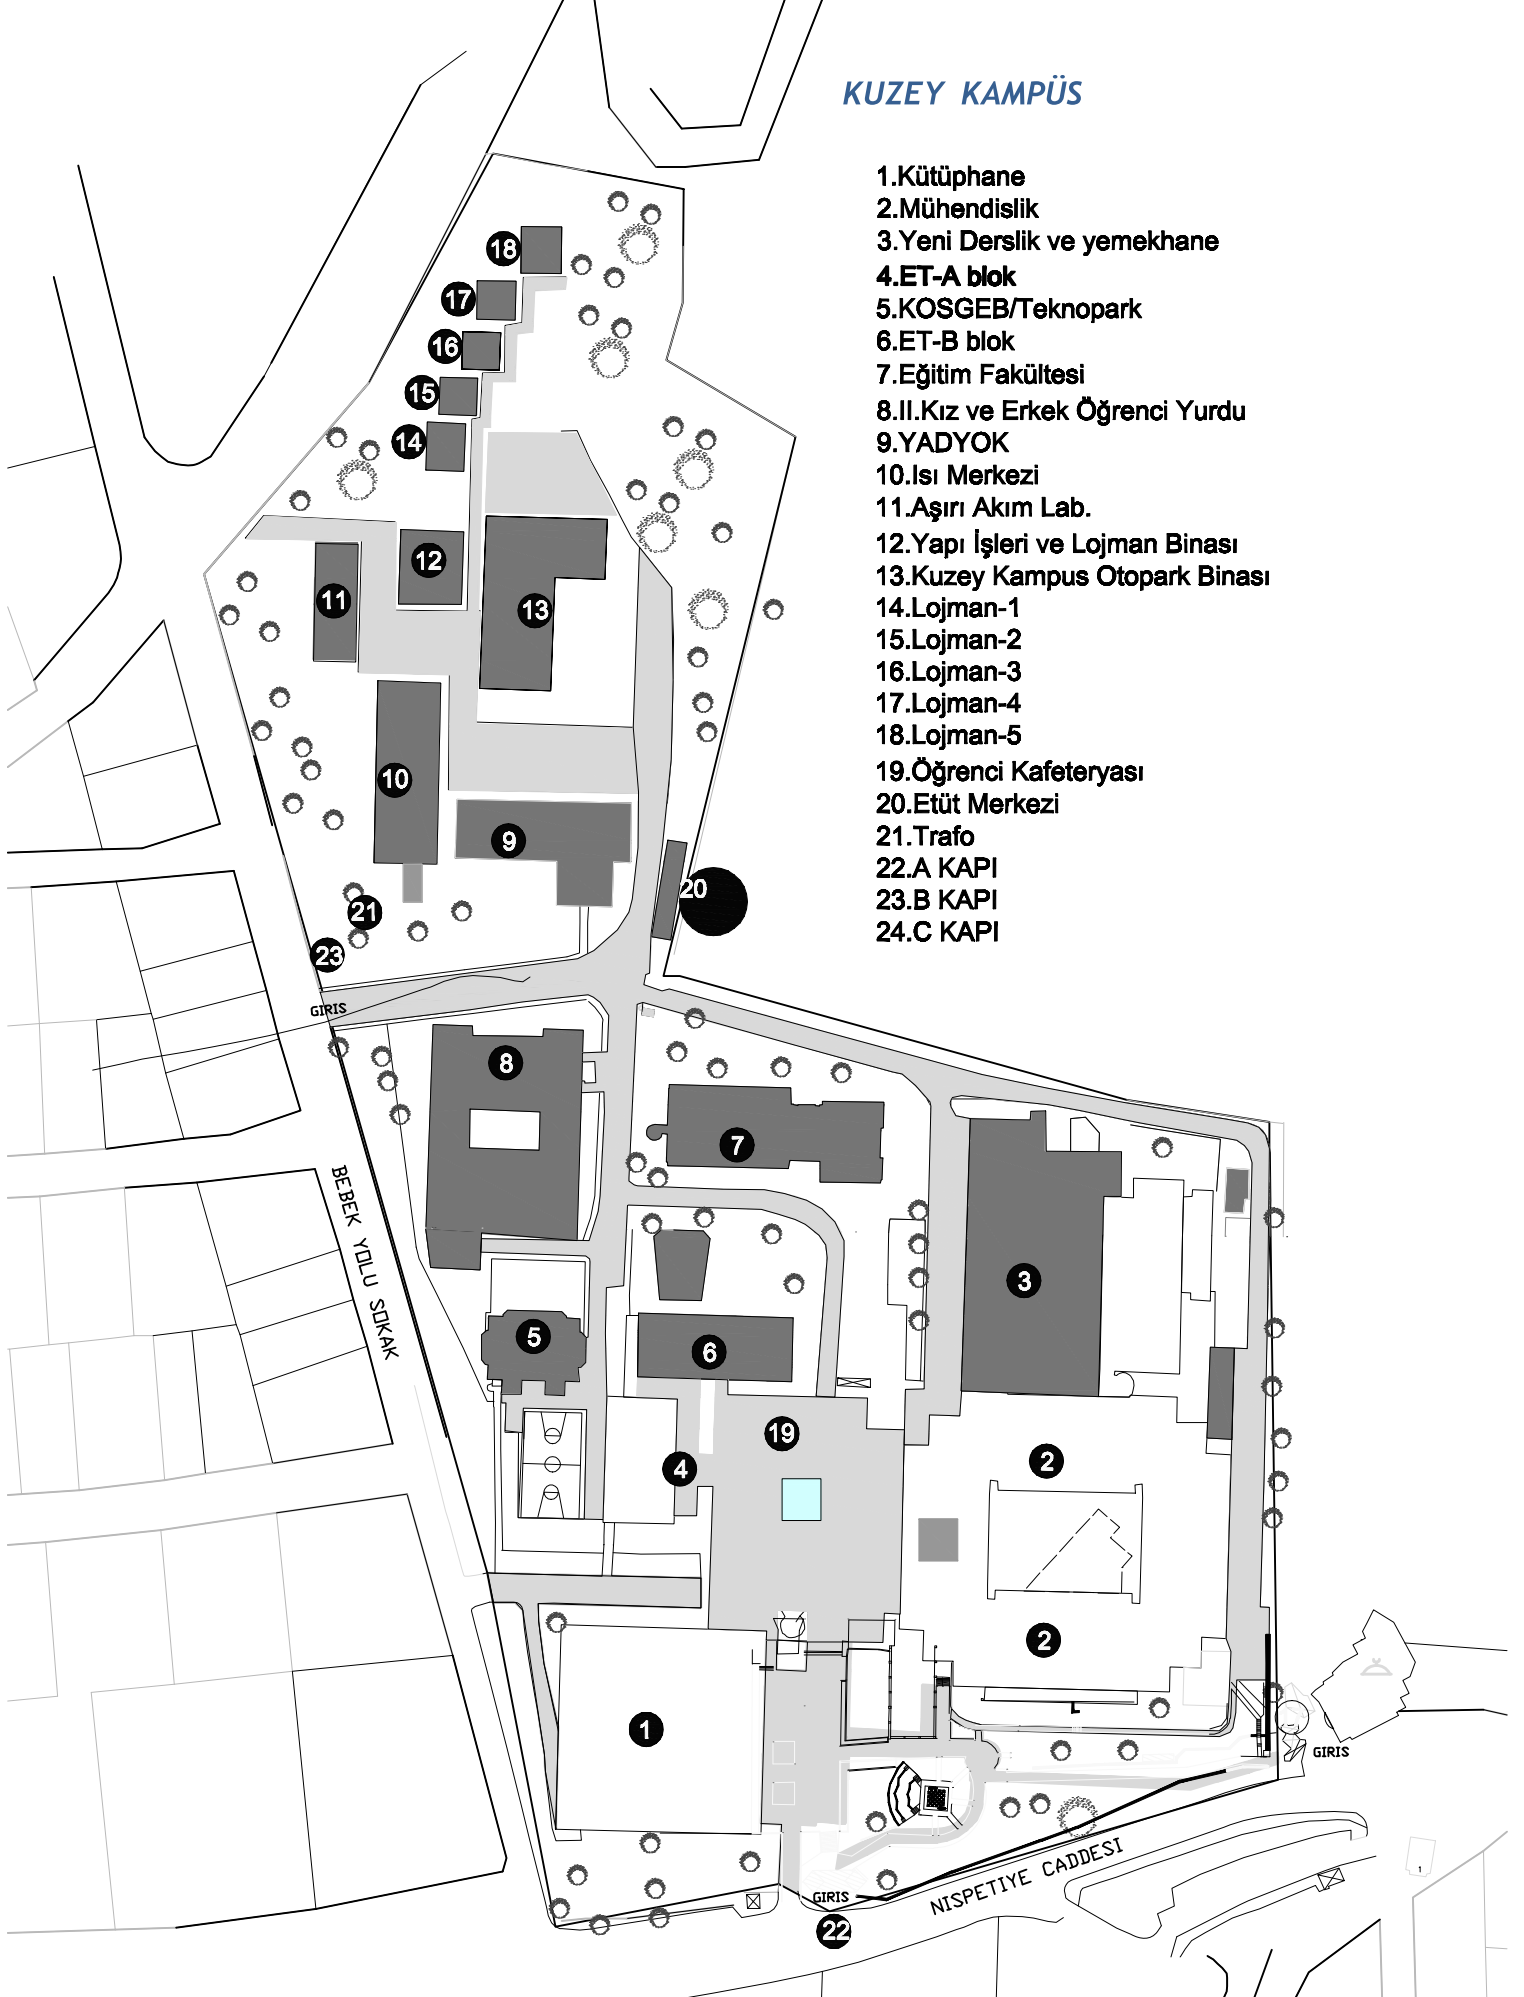 KUZEY KAMPÜS
1.Kütüphane
2.Mühendislik
3.Yeni Derslik ve yemekhane
4.ET-A blok
5.KOSGEB/Teknopark
6.ET-B blok
7.Eğitim Fakültesi
8.II.Kız ve Erkek Öğrenci Yurdu
9.YADYOK
10.Isı Merkezi
11.Aşırı Akım Lab.
12.Yapı İşleri ve Lojman Binası
13.Kuzey Kampus Otopark Binası
14.Lojman-1
15.Lojman-2
16.Lojman-3
17.Lojman-4
18.Lojman-5
19.Öğrenci Kafeteryası
20.Etüt Merkezi
21.Trafo
22.A KAPI
23.B KAPI
24.C KAPI
18
17
16
15
14
12
11
13
10
9
20
21
23
GIRIS
8
7
BEBEK YOLU SOKAK
3
5
6
19
4
2
2
1
GIRIS
NISPETIYE CADDESI
1
GIRIS
22